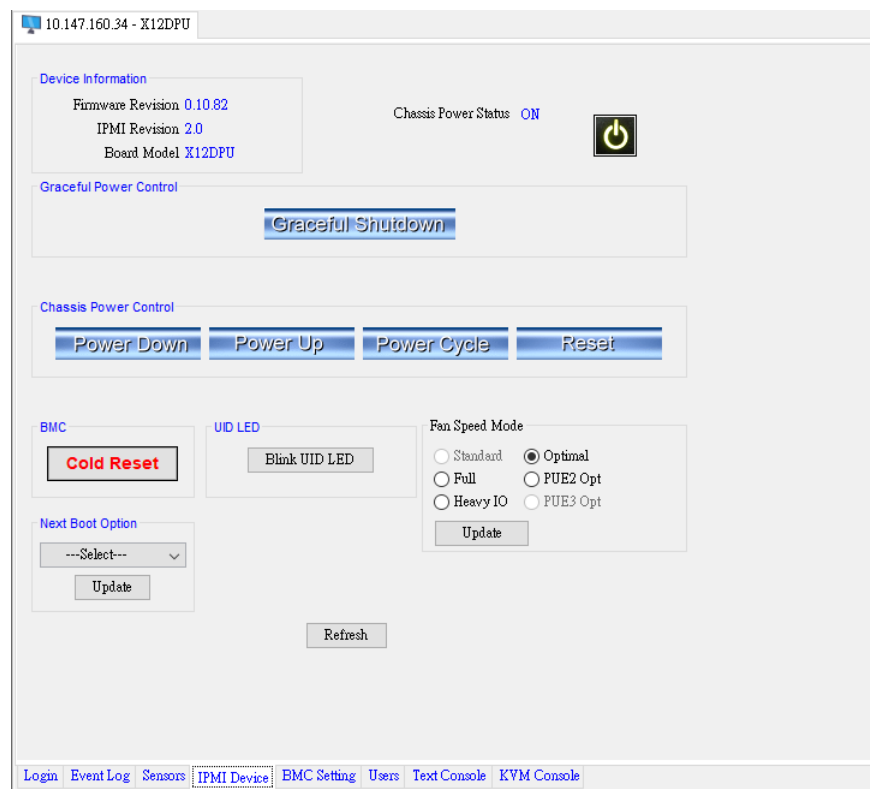 10.147.160.34 - X12DPU
Device Information
Firmware Revision 0.10.82
IPMI Revision 2.0
Board Model X12DPU
Chassis Power Status ON
Graceful Power Control
Graceful Shutdown
Chassis Power Control
Power Down Power Up Power Cycle Reset
BMC
Cold Reset
UID LED
Blink UID LED
Fan Speed Mode
Standard Optimal
Full PUE2 Opt
Heavy IO PUE3 Opt
Update
Next Boot Option
---Select---
Update
Refresh
Login Event Log Sensors IPMI Device BMC Setting Users Text Console KVM Console